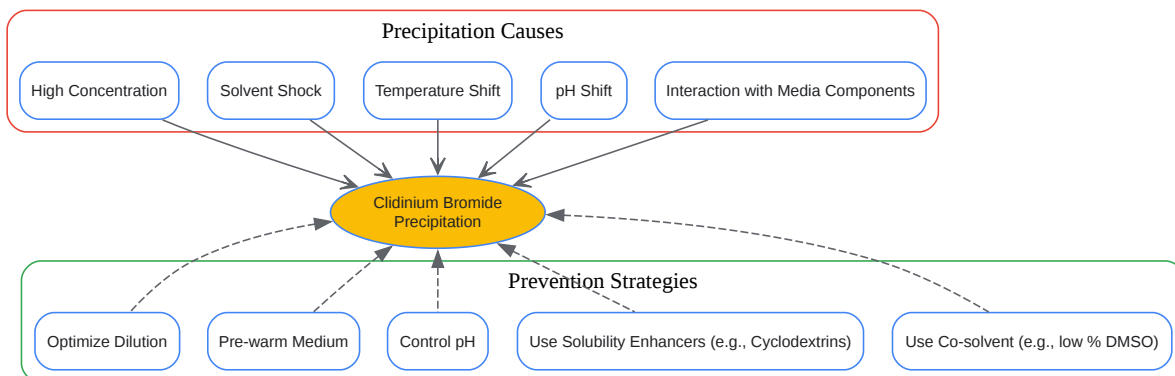 Precipitation Causes
High Concentration
Solvent Shock
Temperature Shift
pH Shift
Interaction with Media Components
Clidinium Bromide
Precipitation
Prevention Strategies
Optimize Dilution
Pre-warm Medium
Control pH
Use Solubility Enhancers (e.g., Cyclodextrins)
Use Co-solvent (e.g., low % DMSO)